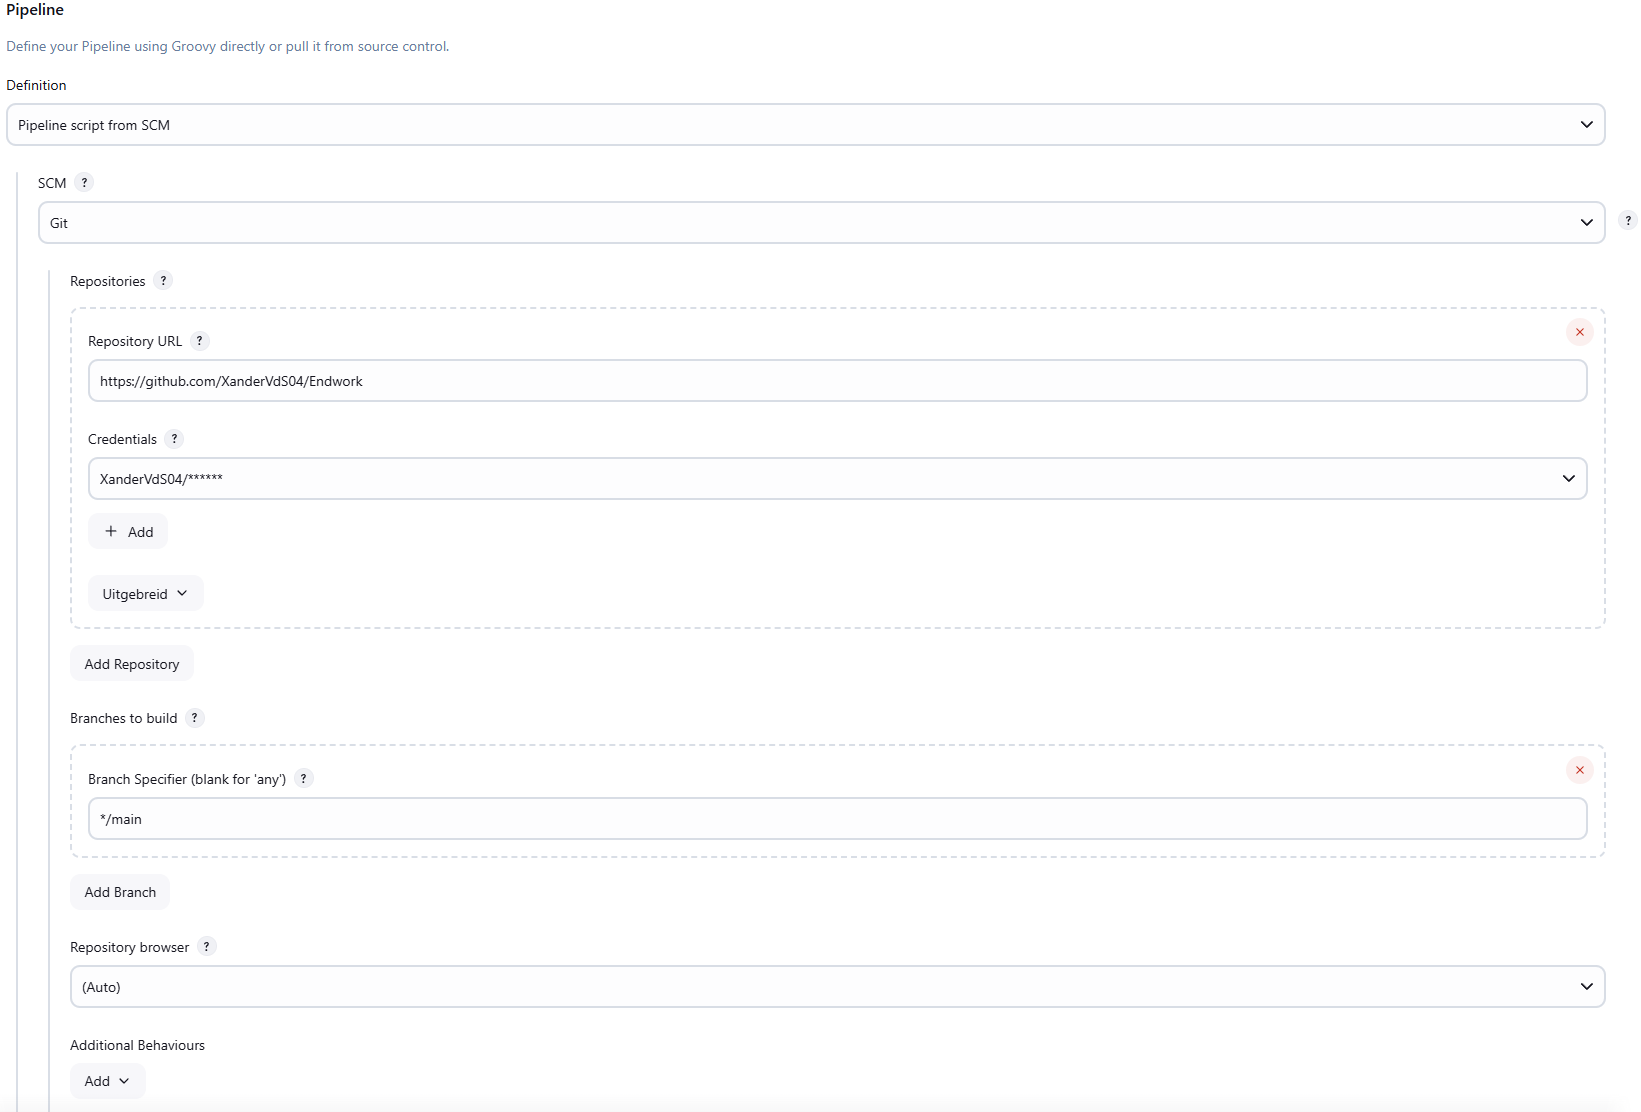 Pipeline
Define your Pipeline using Groovy directly or pull it from source control.
Definition
Pipeline script from SCM
SCM ?
Git
?
Repositories ?
Repository URL ?
https://github.com/XanderVdS04/Endwork
Credentials ?
XanderVdS04/******
+ Add
Uitgebreid
Add Repository
Branches to build ?
Branch Specifier (blank for 'any') ?
*/main
Add Branch
Repository browser ?
(Auto)
Additional Behaviours
Add